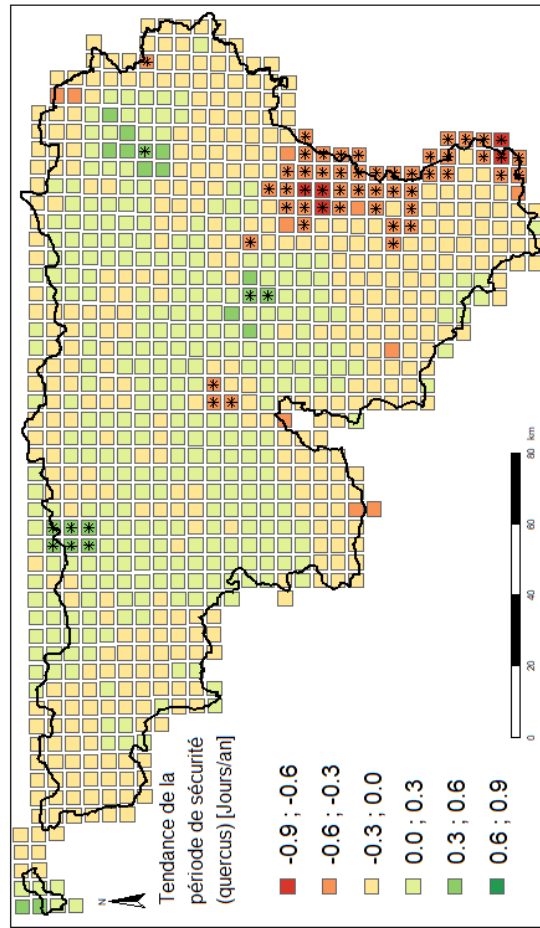 N
Tendance de la
période de sécurité
(quercus) [Jours/an]
-0.9 ; -0.6
-0.6 ; -0.3
-0.3 ; 0.0
0.0 ; 0.3
0.3 ; 0.6
0.6 ; 0.9
0 20 40 60 80
km